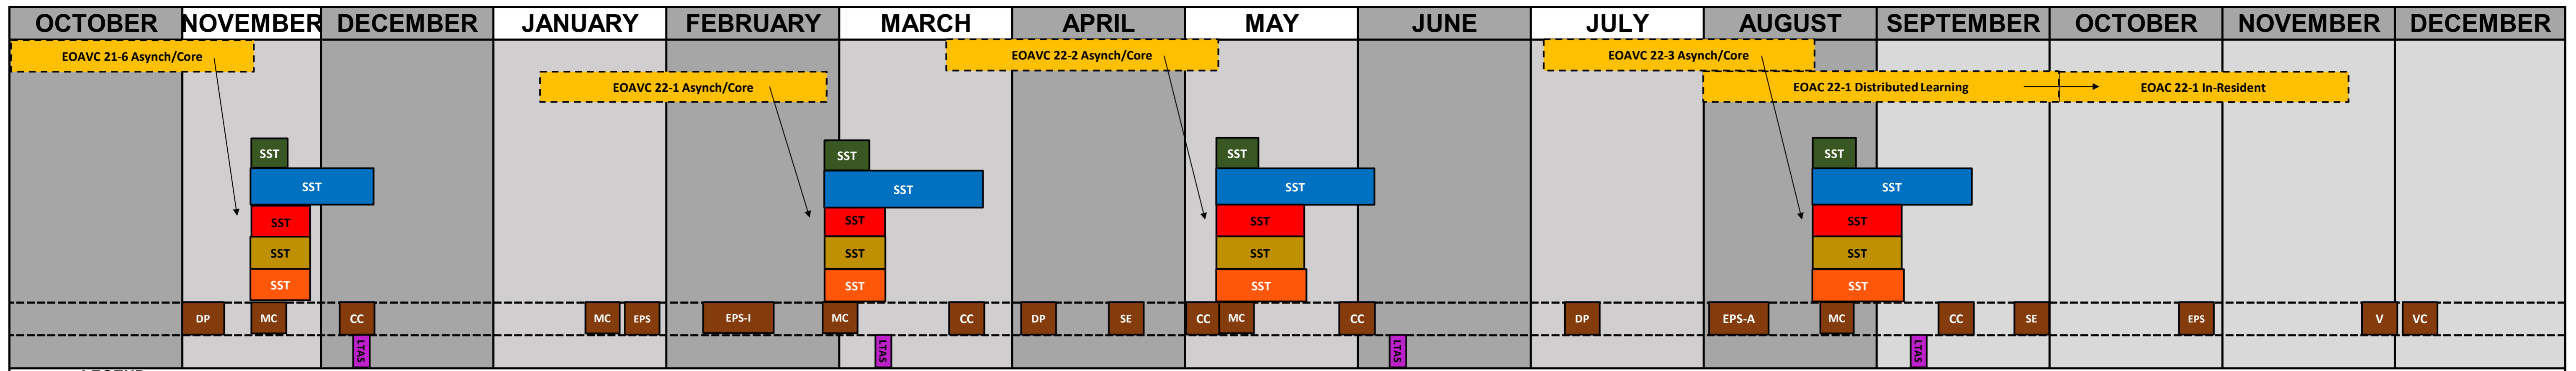 OCTOBER NOVEMBER DECEMBER JANUARY FEBRUARY MARCH APRIL MAY JUNE JULY AUGUST SEPTEMBER OCTOBER NOVEMBER DECEMBER
EOAVC 21-6 Asynch/Core EOAVC 22-2 Asynch/Core EOAVC 22-3 Asynch/Core
EOAVC 22-1 Asynch/Core EOAC 22-1 Distributed Learning EOAC 22-1 In-Resident
SST SST SST SST
SST SST SST SST
SST SST SST SST
SST SST SST SST
SST SST SST SST
DP MC CC MC EPS EPS-I MC CC DP SE CC MC CC DP EPS-A MC CC SE EPS V VC
LTAS LTAS LTAS LTAS